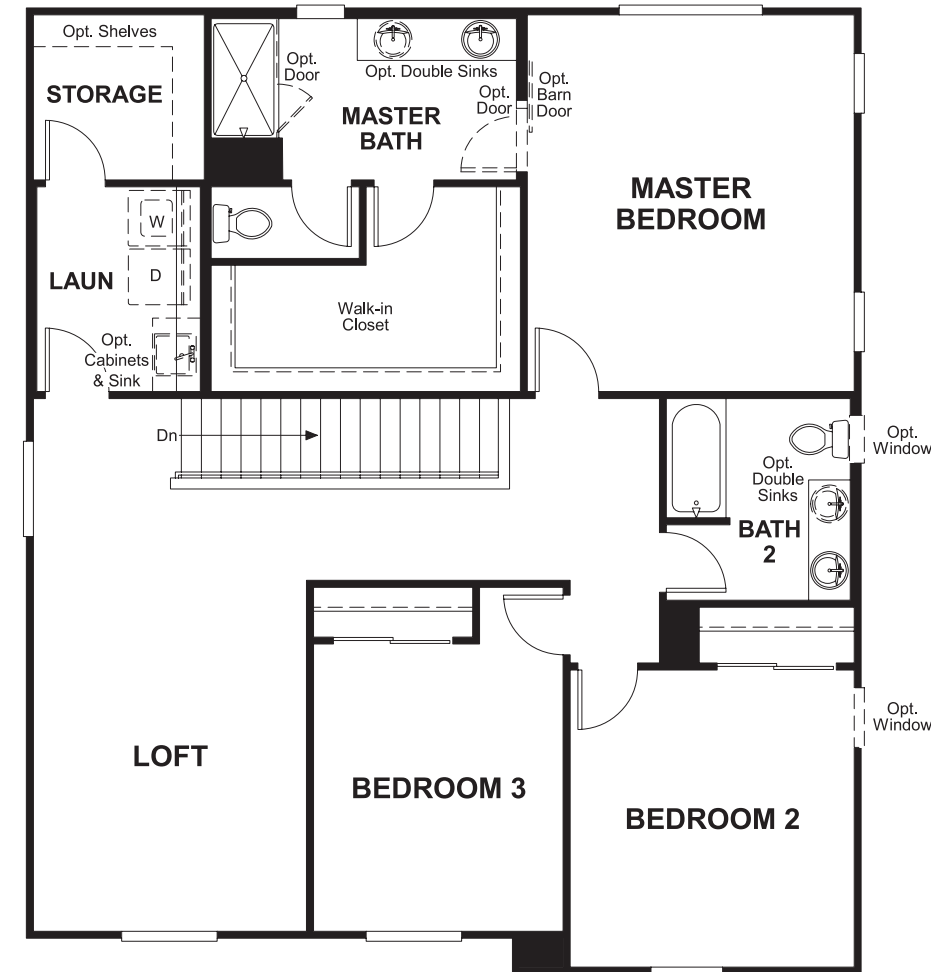 Opt. Shelves
STORAGE
Opt.
Door
Opt. Double Sinks
MASTER
BATH
Opt.
Door
Opt.
Barn
Door
MASTER
BEDROOM
W
D
LAUN
Opt.
Cabinets
& Sink
Walk-in
Closet
Dn
Opt.
Window
Opt.
Double
Sinks
BATH
2
Opt.
Window
LOFT
BEDROOM 3
BEDROOM 2